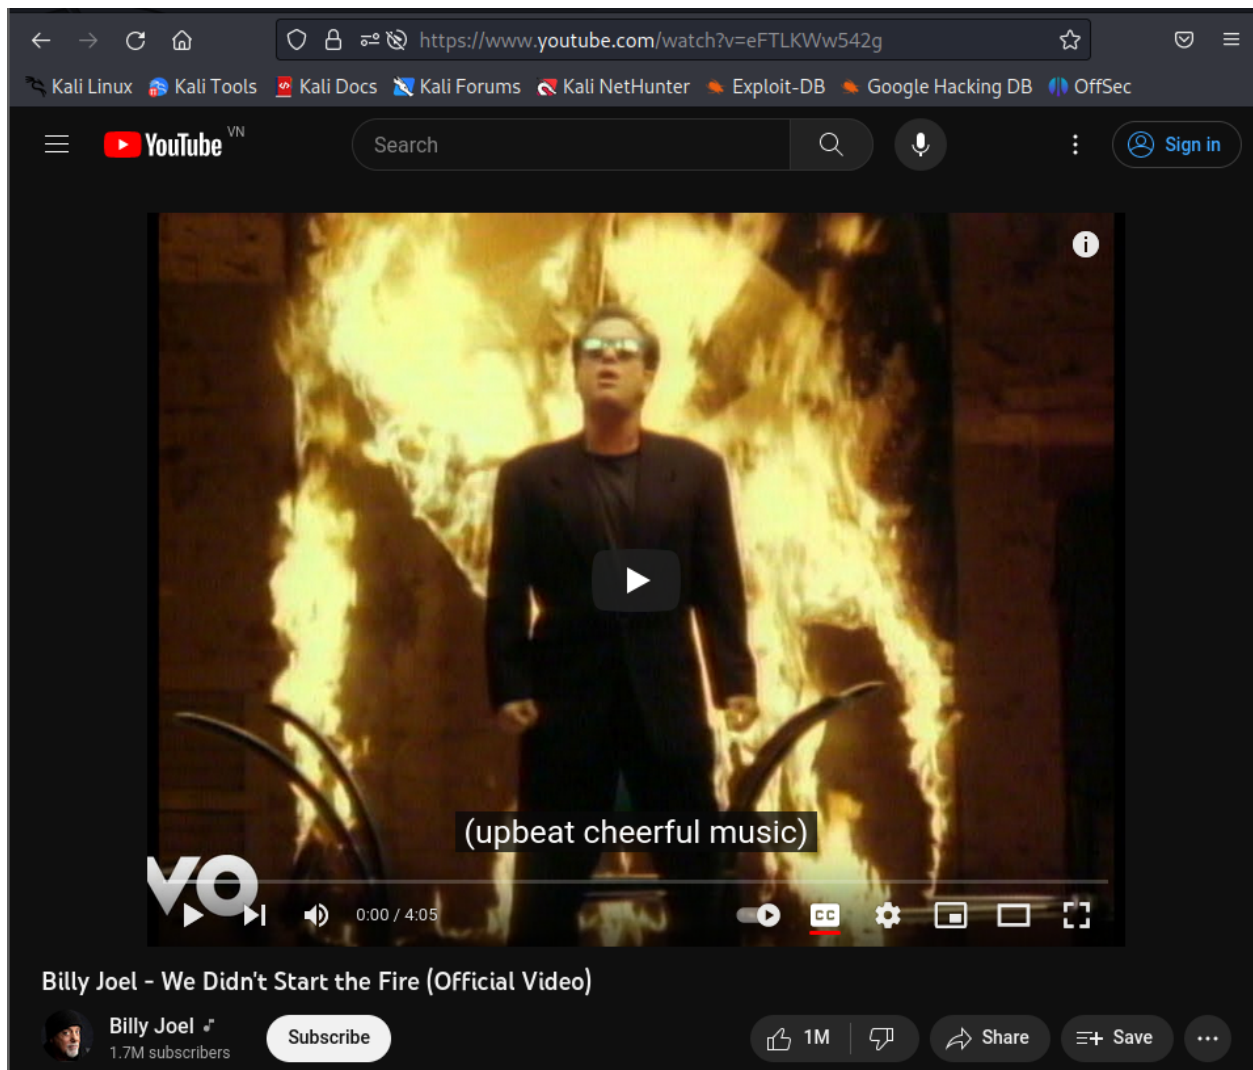 https://www.youtube.com/watch?v=eFTLKWw542g
Kali Linux Kali Tools Kali Docs Kali Forums Kali NetHunter Exploit-DB Google Hacking DB OffSec
YouTube VN Search Sign in
(upbeat cheerful music)
VO
0:00 / 4:05 CC
Billy Joel - We Didn't Start the Fire (Official Video)
Billy Joel
1.7M subscribers
Subscribe 1M Share Save